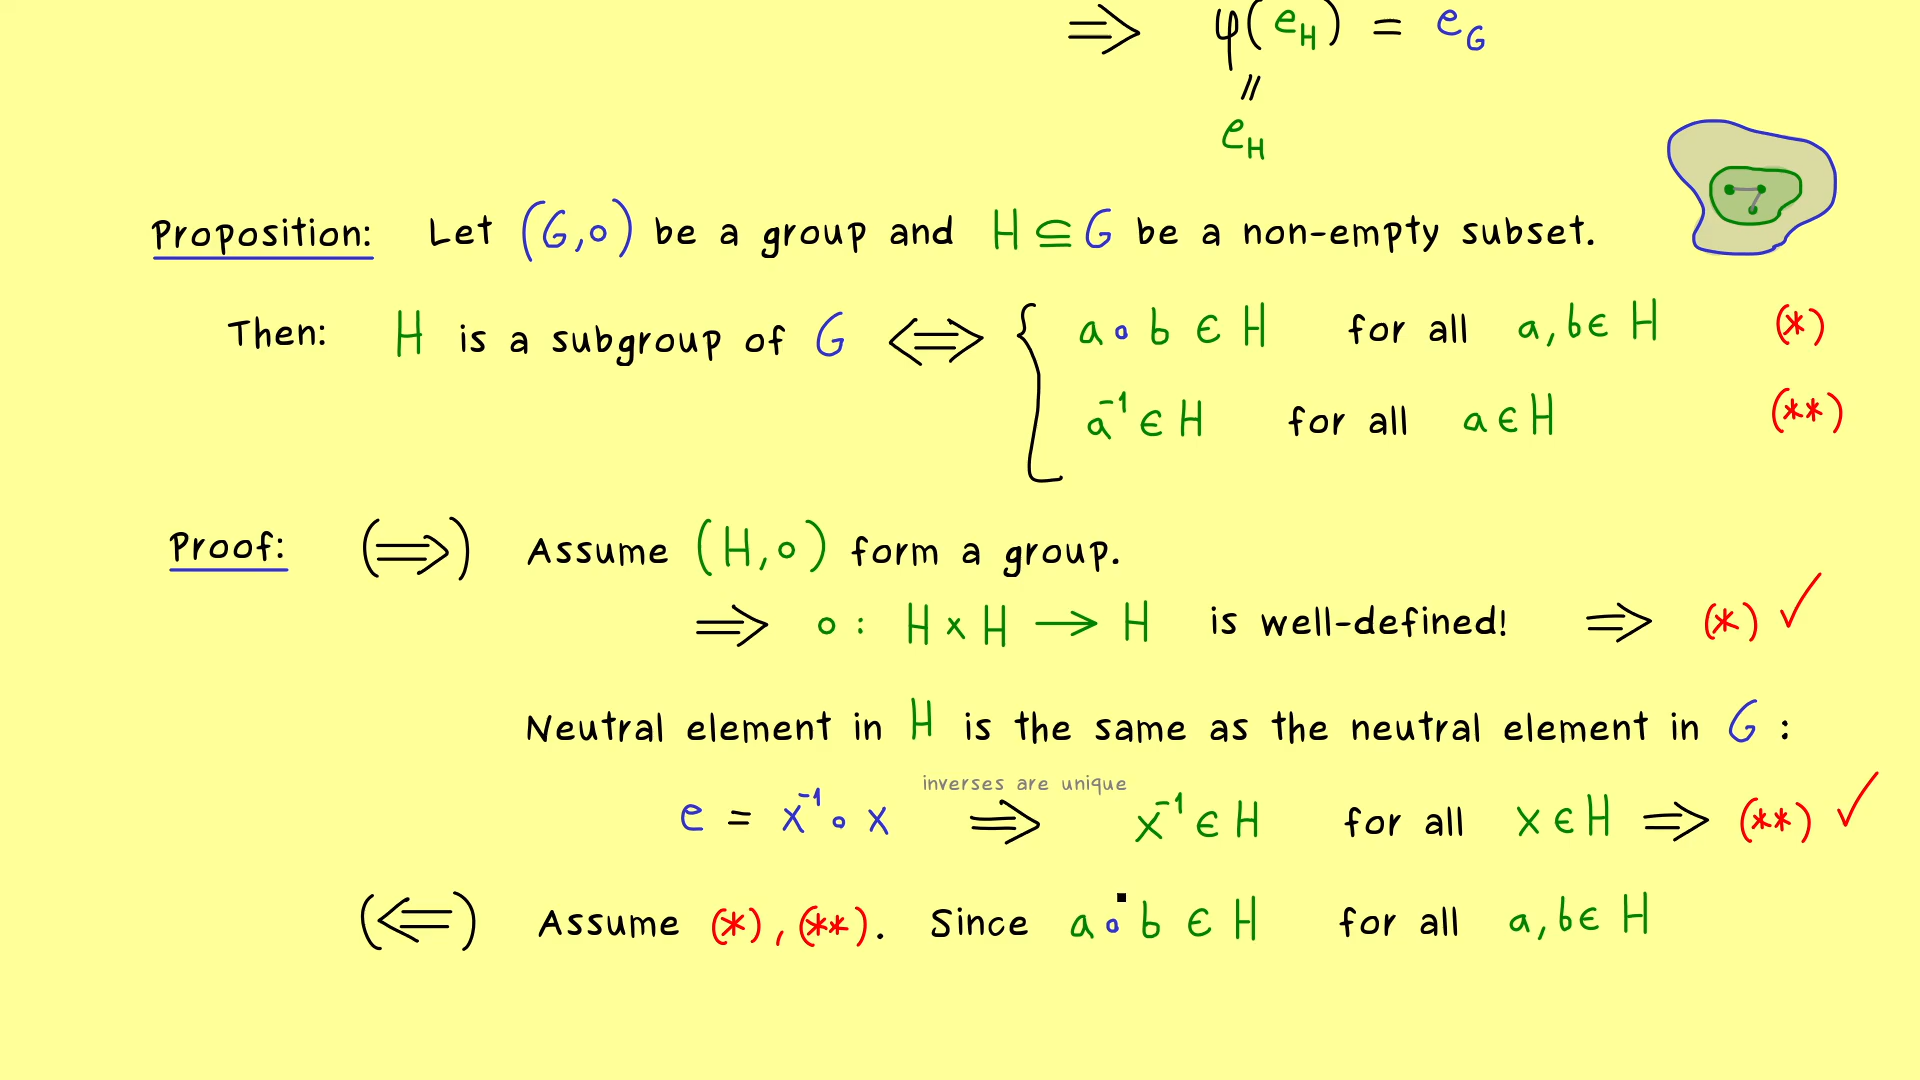 ⟹ φ(e_H) = e_G
=
e_H
Proposition: Let (G,∘) be a group and H ⊆ G be a non-empty subset.
Then: H is a subgroup of G ⟺ { a∘b ∈ H for all a,b ∈ H (*)
a⁻¹ ∈ H for all a ∈ H (**)
Proof: (⟹) Assume (H,∘) form a group.
⟹ ∘ : H × H ⟶ H is well-defined! ⟹ (*) ✓
Neutral element in H is the same as the neutral element in G :
inverses are unique
e = x⁻¹ ∘ x ⟹ x⁻¹ ∈ H for all x ∈ H ⟹ (**) ✓
(⟸) Assume (*), (**). Since a∘b ∈ H for all a,b ∈ H